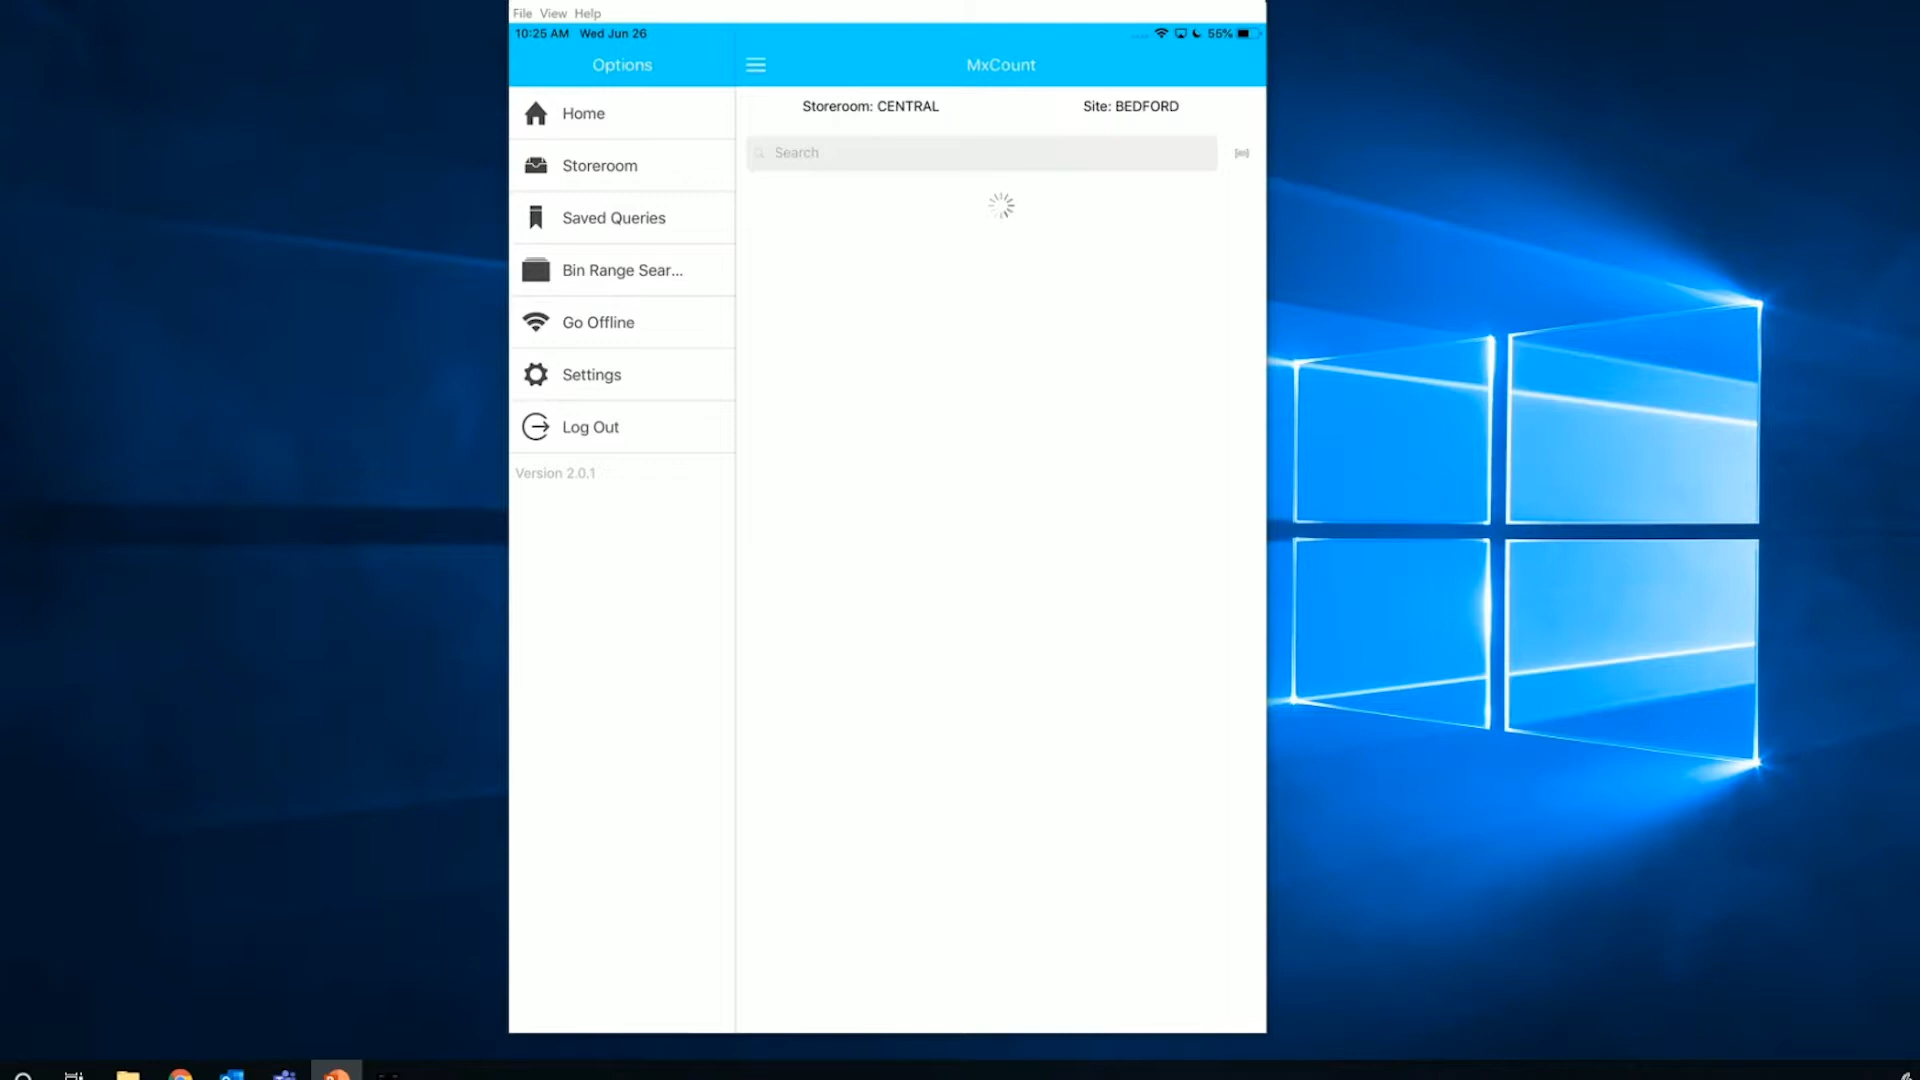 File View Help
10:25 AM Wed Jun 26 56%
Options MxCount
Storeroom: CENTRAL Site: BEDFORD
Search
Home
Storeroom
Saved Queries
Bin Range Sear...
Go Offline
Settings
Log Out
Version 2.0.1